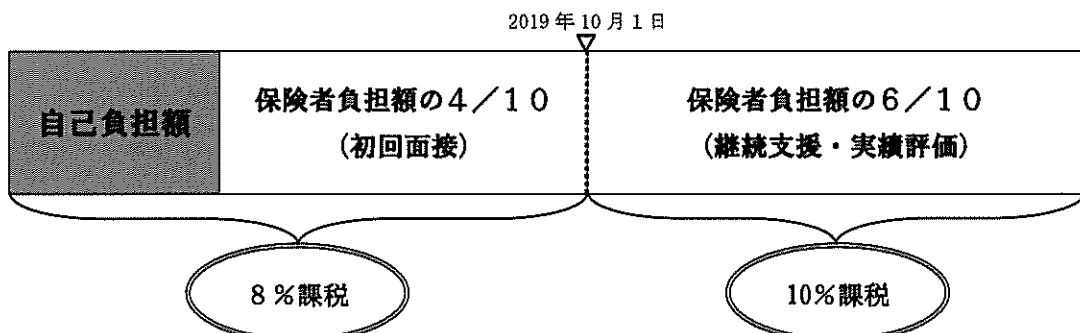 2019年10月1日
自己負担額
保険者負担額の4／10
（初回面接）
保険者負担額の6／10
（継続支援・実績評価）
8％課税
10%課税